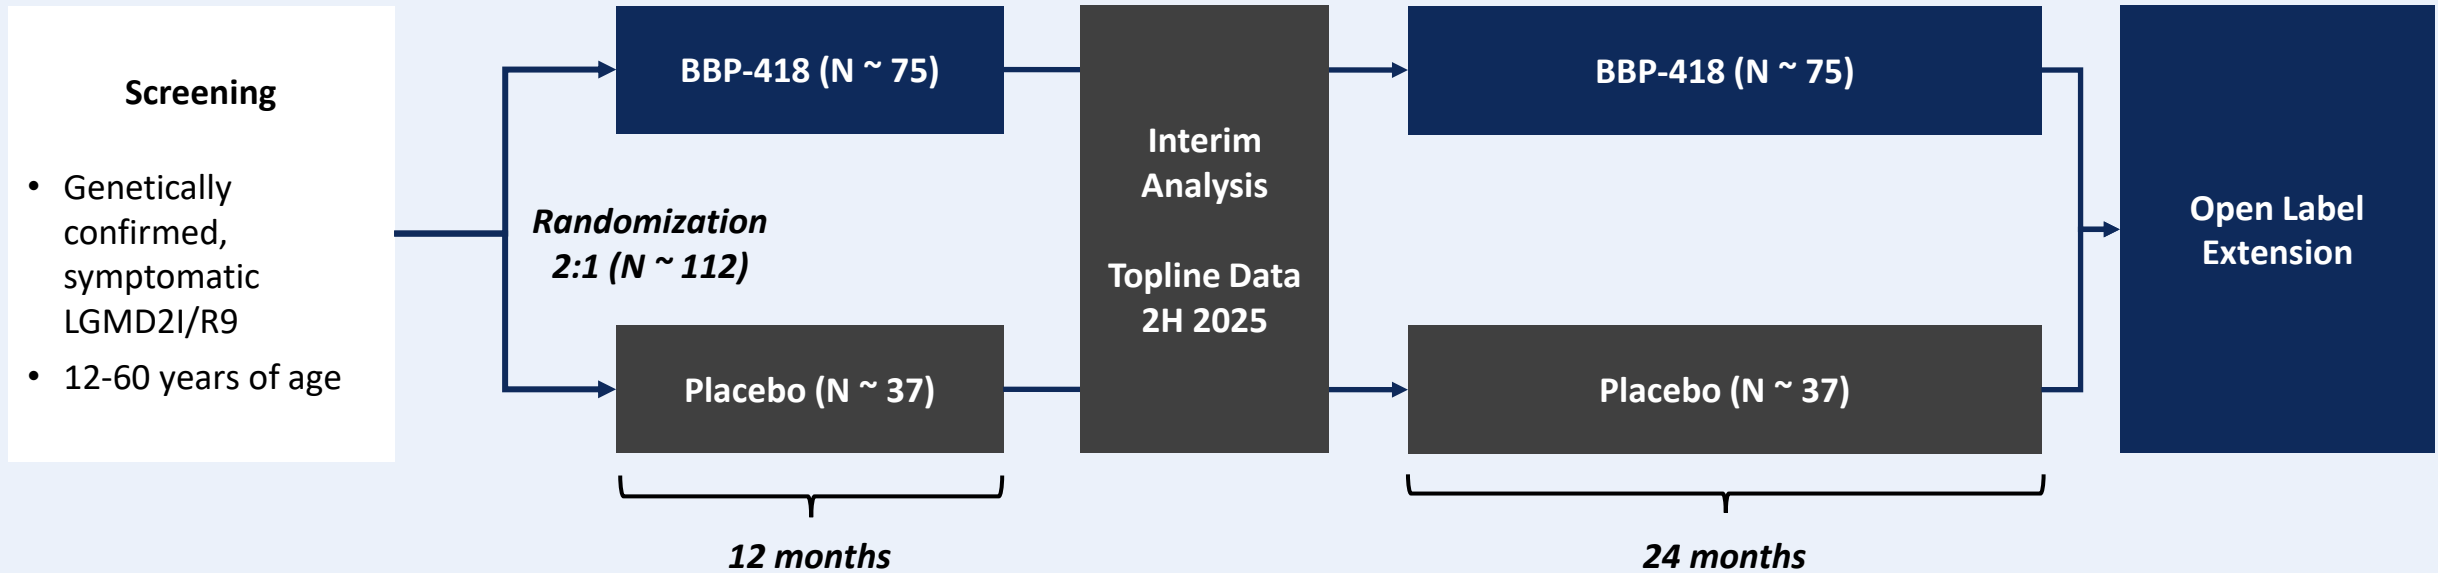 Screening
• Genetically
confirmed,
symptomatic
LGMD2I/R9
• 12-60 years of age
Randomization
2:1 (N ~ 112)
BBP-418 (N ~ 75)
Placebo (N ~ 37)
12 months
Interim
Analysis
Topline Data
2H 2025
BBP-418 (N ~ 75)
Placebo (N ~ 37)
24 months
Open Label
Extension